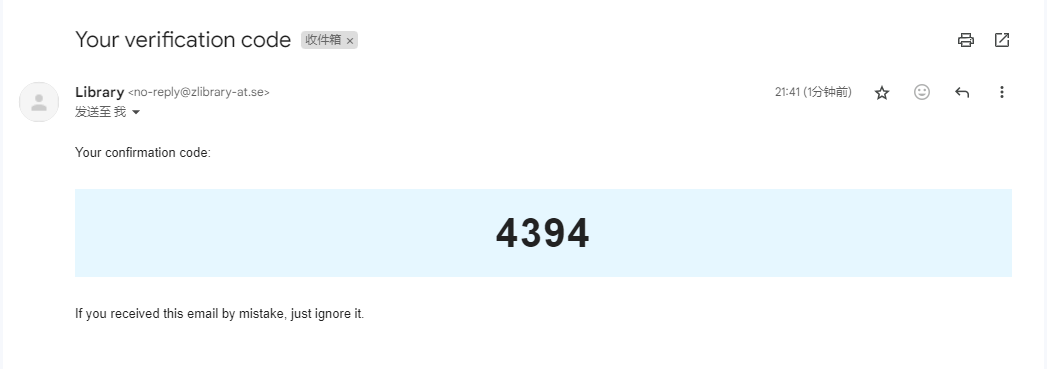 Your verification code 收件箱 ×
Library <no-reply@zlibrary-at.se> 21:41 (1分钟前)
发送至 我
Your confirmation code:
4394
If you received this email by mistake, just ignore it.